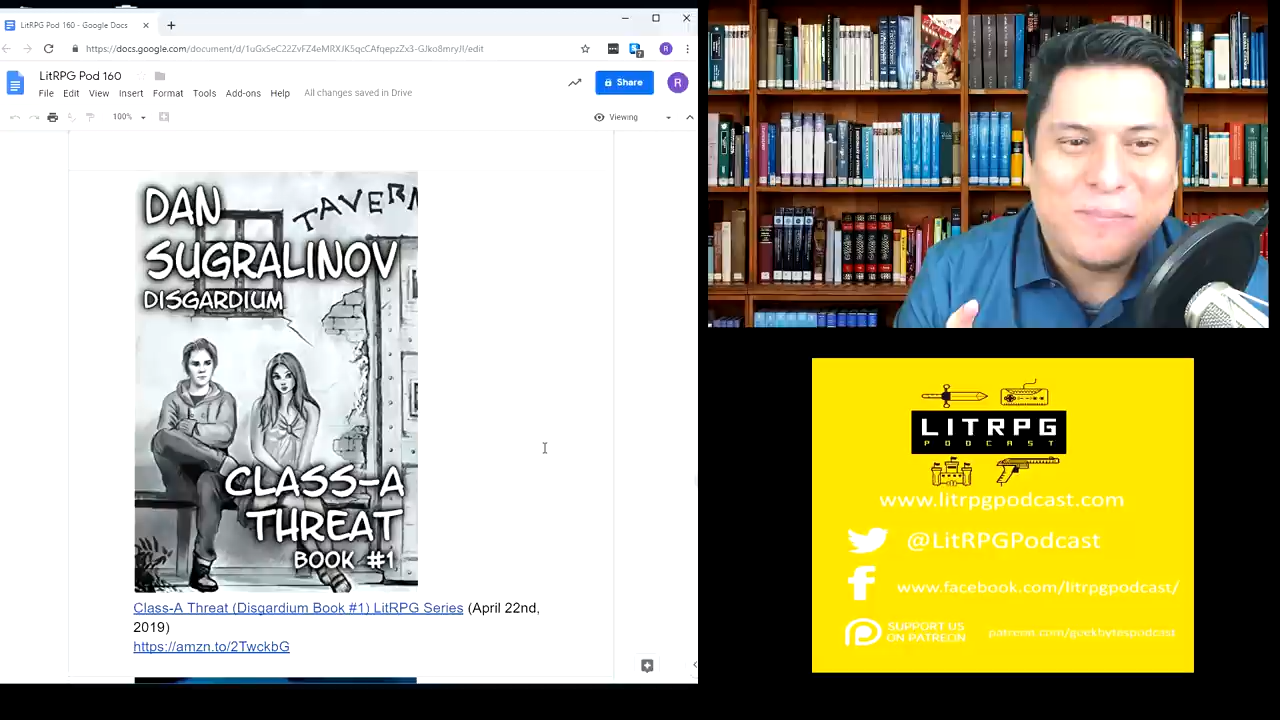 LitRPG Pod 160 - Google Docs
https://docs.google.com/document/d/1uGxSeC22ZvFZ4eMRXJK5qcCAfqepzZx3-GJko8mryJI/edit
R
LitRPG Pod 160
File Edit View Insert Format Tools Add-ons Help All changes saved in Drive
Share
R
100%
Viewing
DAN
SUGRALINOV
DISGARDIUM
TAVERN
CLASS-A
THREAT
BOOK #1
Class-A Threat (Disgardium Book #1) LitRPG Series (April 22nd,
2019)
https://amzn.to/2TwckbG
LITRPG
PODCAST
www.litrpgpodcast.com
@LitRPGPodcast
www.facebook.com/litrpgpodcast/
SUPPORT US
ON PATREON
patreon.com/geekbytespodcast